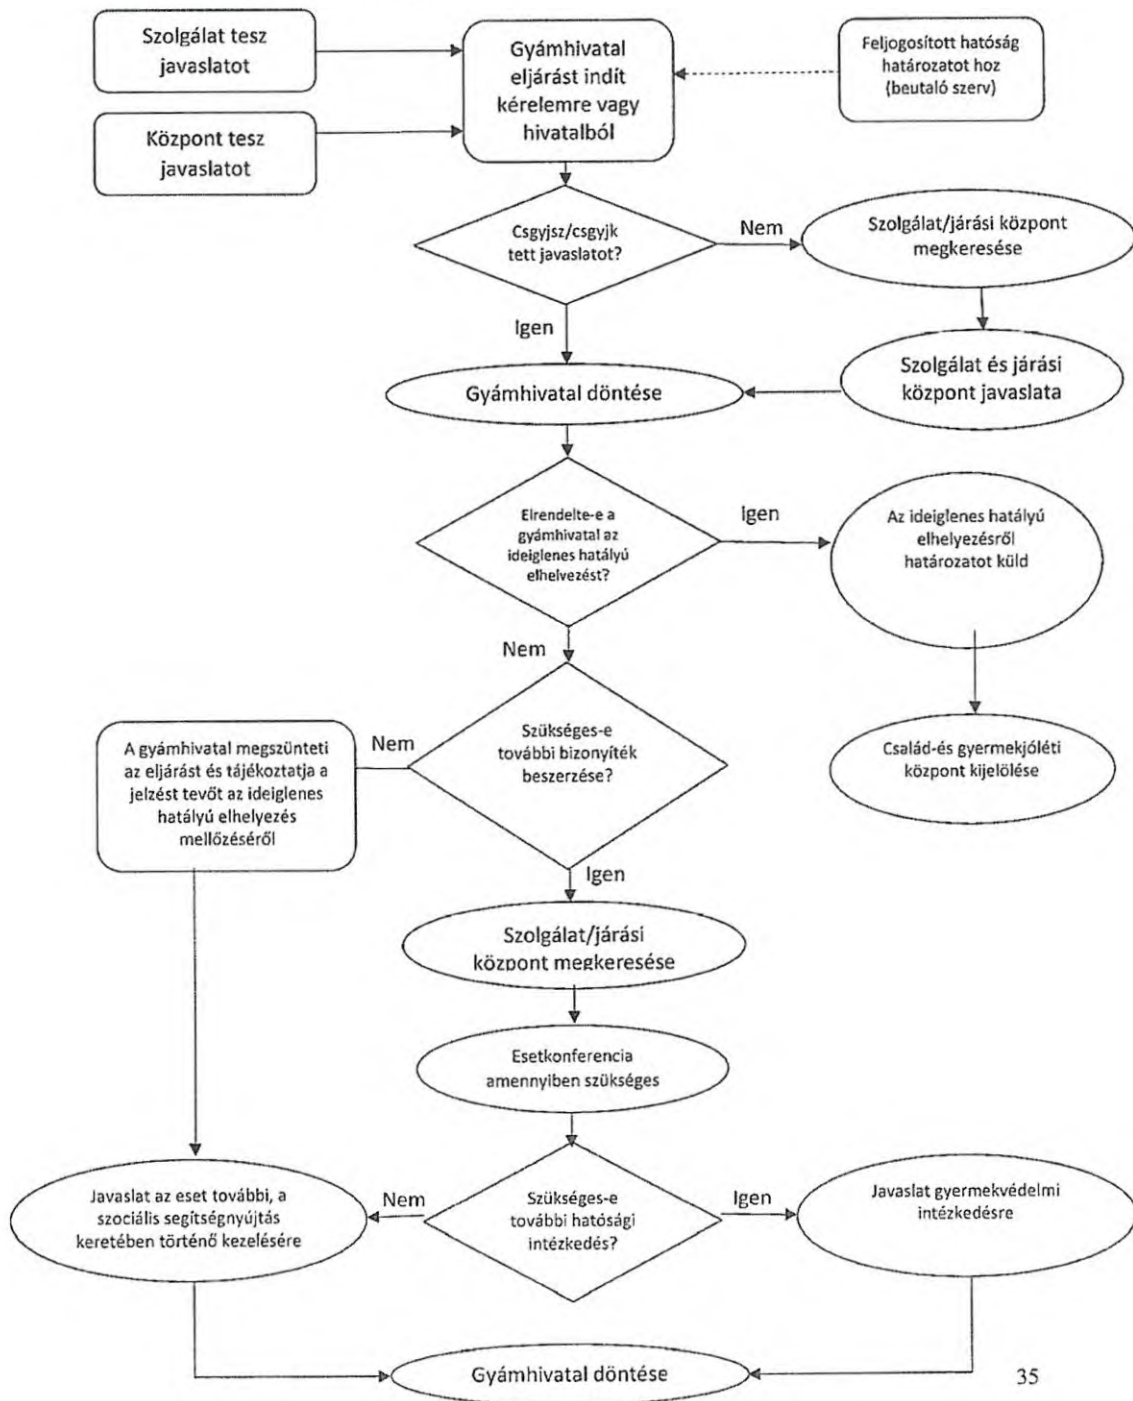 Szolgálat tesz
javaslatot
Gyámhivatal
eljárást indít
kérelemre vagy
hivatalból
Feljogosított hatóság
határozatot hoz
(beutaló szerv)
Központ tesz
javaslatot
Csgyjsz/csgyjk
tett javaslatot?
Nem
Szolgálat/járási központ
megkeresése
Igen
Szolgálat és járási
központ javaslata
Gyámhivatal döntése
Elrendelte-e a
gyámhivatal az
ideiglenes hatályú
elhelvezést?
Igen
Az ideiglenes hatályú
elhelyezésről
határozatot küld
Nem
Család-és gyermekjóléti
központ kijelölése
Szükséges-e
további bizonyíték
beszerzése?
Nem
A gyámhivatal megszünteti
az eljárást és tájékoztatja a
jelzést tevőt az ideiglenes
hatályú elhelyezés
mellőzéséről
Igen
Szolgálat/járási
központ megkeresése
Esetkonferencia
amennyiben szükséges
Szükséges-e
további hatósági
intézkedés?
Nem
Javaslat az eset további, a
szociális segítségnyújtás
keretében történő kezelésére
Igen
Javaslat gyermekvédelmi
intézkedésre
Gyámhivatal döntése
35